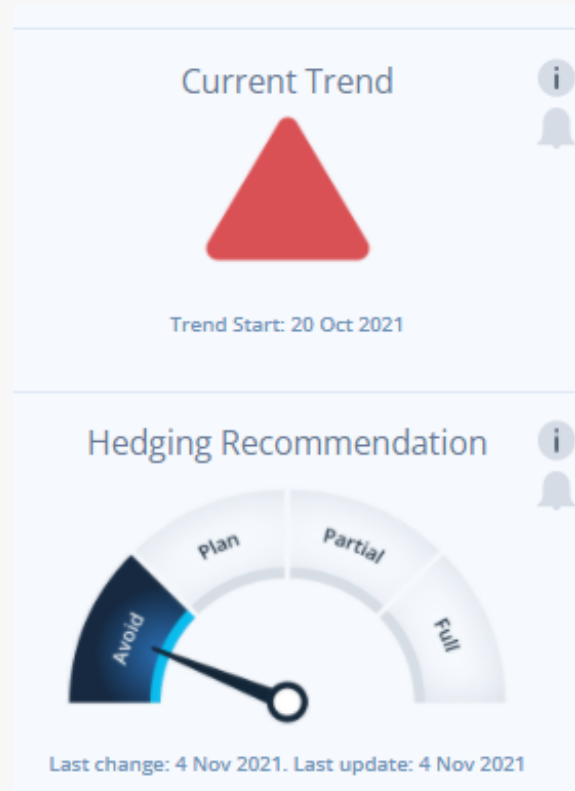 Current Trend
i
Trend Start: 20 Oct 2021
Hedging Recommendation
i
Avoid
Plan
Partial
Full
Last change: 4 Nov 2021. Last update: 4 Nov 2021